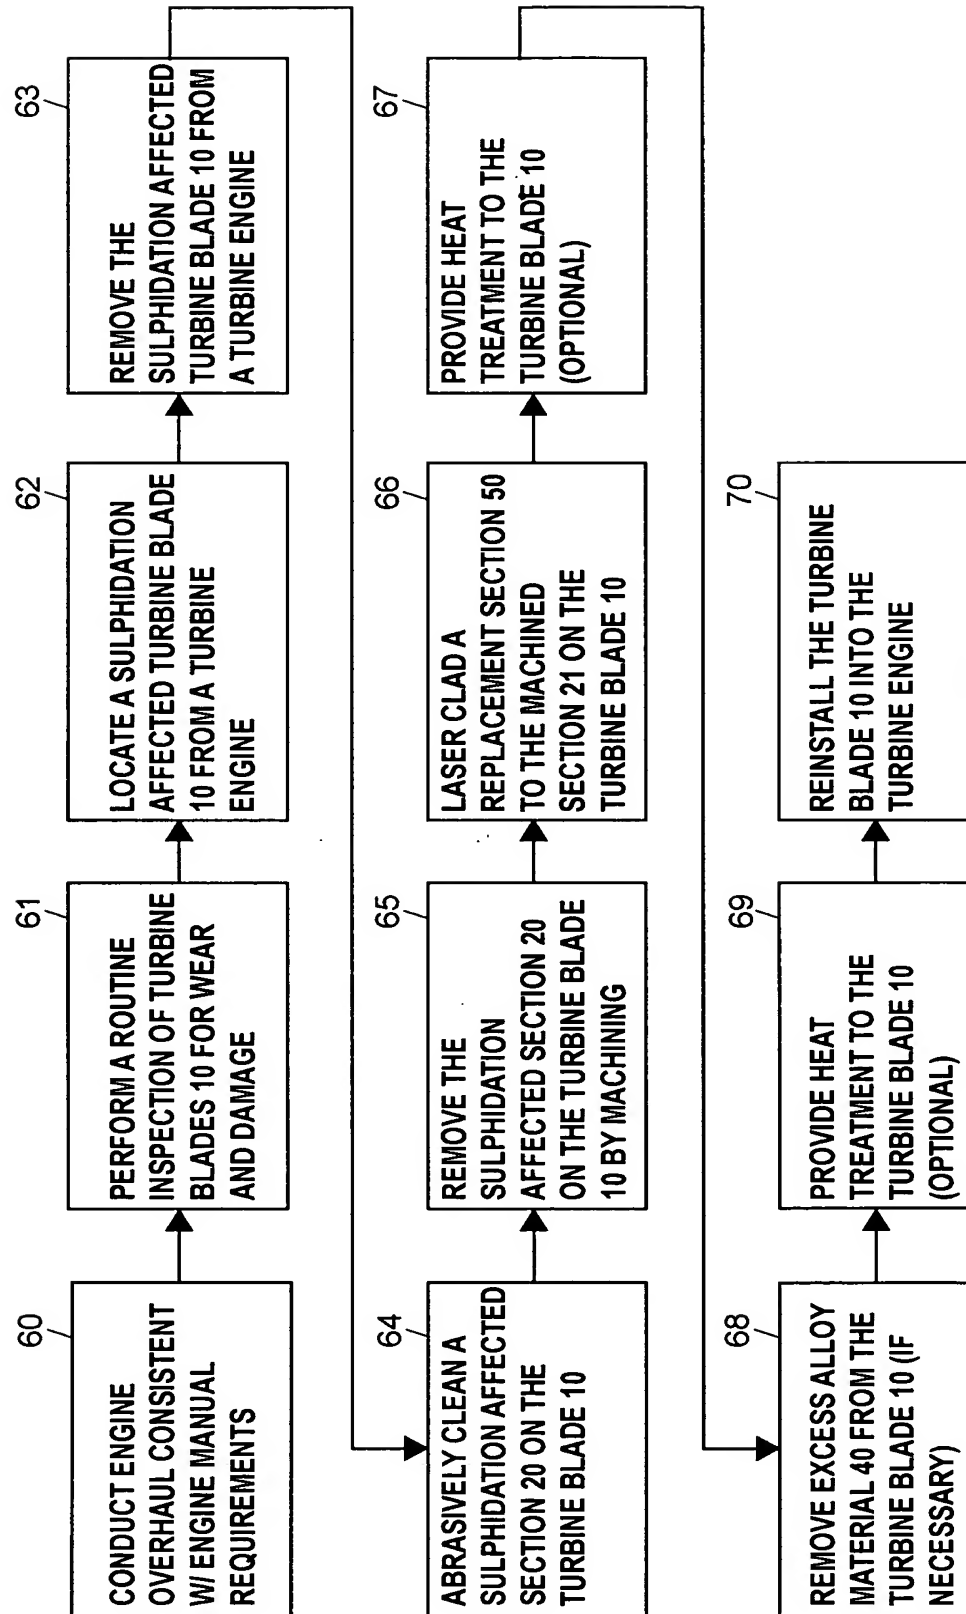 60
CONDUCT ENGINE
OVERHAUL CONSISTENT
W/ ENGINE MANUAL
REQUIREMENTS
61
PERFORM A ROUTINE
INSPECTION OF TURBINE
BLADES 10 FOR WEAR
AND DAMAGE
62
LOCATE A SULPHIDATION
AFFECTED TURBINE BLADE
10 FROM A TURBINE
ENGINE
63
REMOVE THE
SULPHIDATION AFFECTED
TURBINE BLADE 10 FROM
A TURBINE ENGINE
64
ABRASIVELY CLEAN A
SULPHIDATION AFFECTED
SECTION 20 ON THE
TURBINE BLADE 10
65
REMOVE THE
SULPHIDATION
AFFECTED SECTION 20
ON THE TURBINE BLADE
10 BY MACHINING
66
LASER CLAD A
REPLACEMENT SECTION 50
TO THE MACHINED
SECTION 21 ON THE
TURBINE BLADE 10
67
PROVIDE HEAT
TREATMENT TO THE
TURBINE BLADE 10
(OPTIONAL)
68
REMOVE EXCESS ALLOY
MATERIAL 40 FROM THE
TURBINE BLADE 10 (IF
NECESSARY)
69
PROVIDE HEAT
TREATMENT TO THE
TURBINE BLADE 10
(OPTIONAL)
70
REINSTALL THE TURBINE
BLADE 10 INTO THE
TURBINE ENGINE